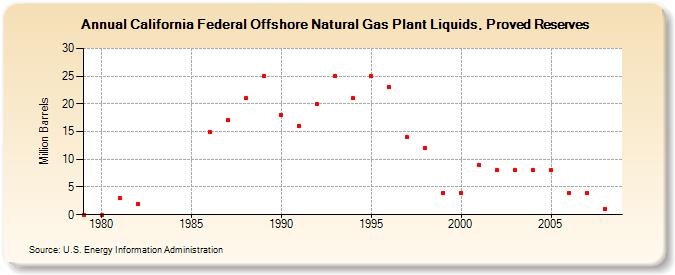 Annual California Federal Offshore Natural Gas Plant Liquids, Proved Reserves
Million Barrels
30
25
20
15
10
5
0
1980 1985 1990 1995 2000 2005
Source: U.S. Energy Information Administration